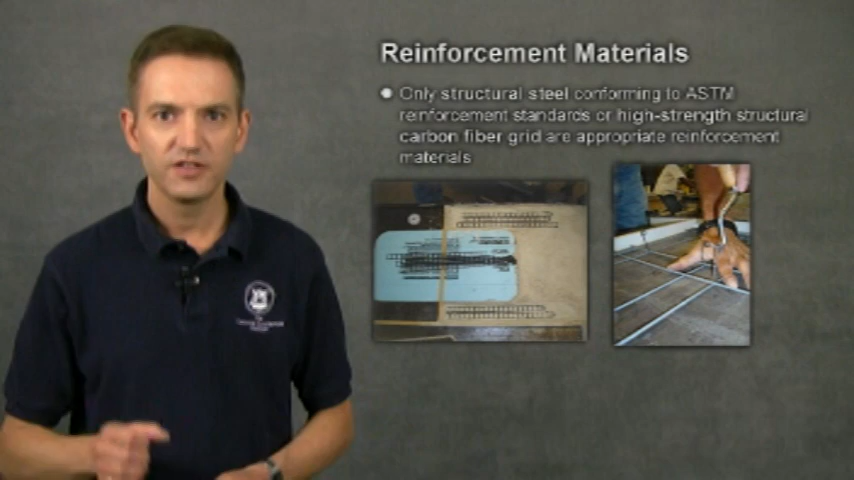 Reinforcement Materials
Only structural steel conforming to ASTM
reinforcement standards or high-strength structural
carbon fiber grid are appropriate reinforcement
materials